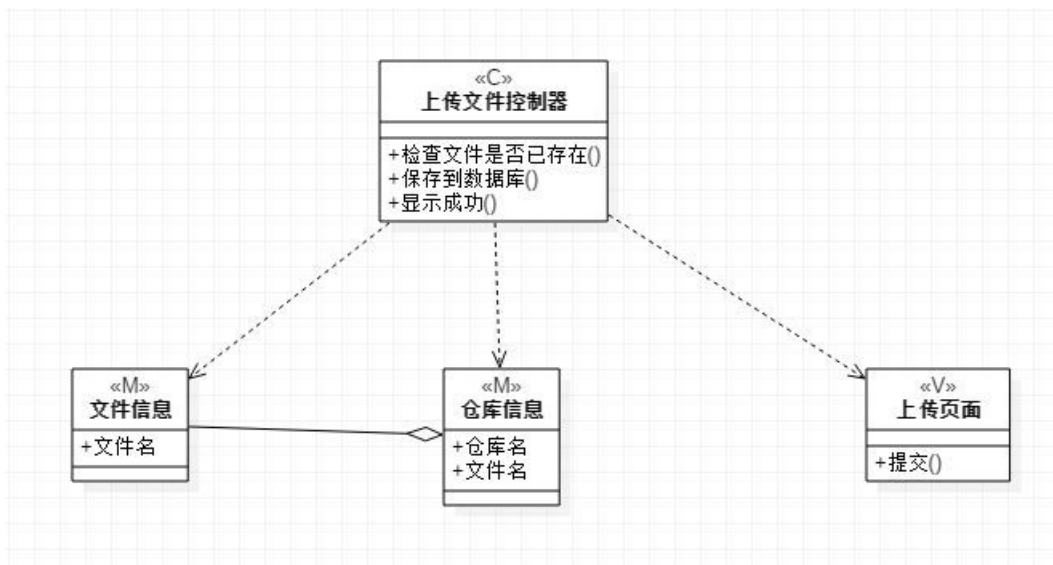 «C»
上传文件控制器
+检查文件是否已存在()
+保存到数据库()
+显示成功()
«M»
文件信息
+文件名
«M»
仓库信息
+仓库名
+文件名
«V»
上传页面
+提交()